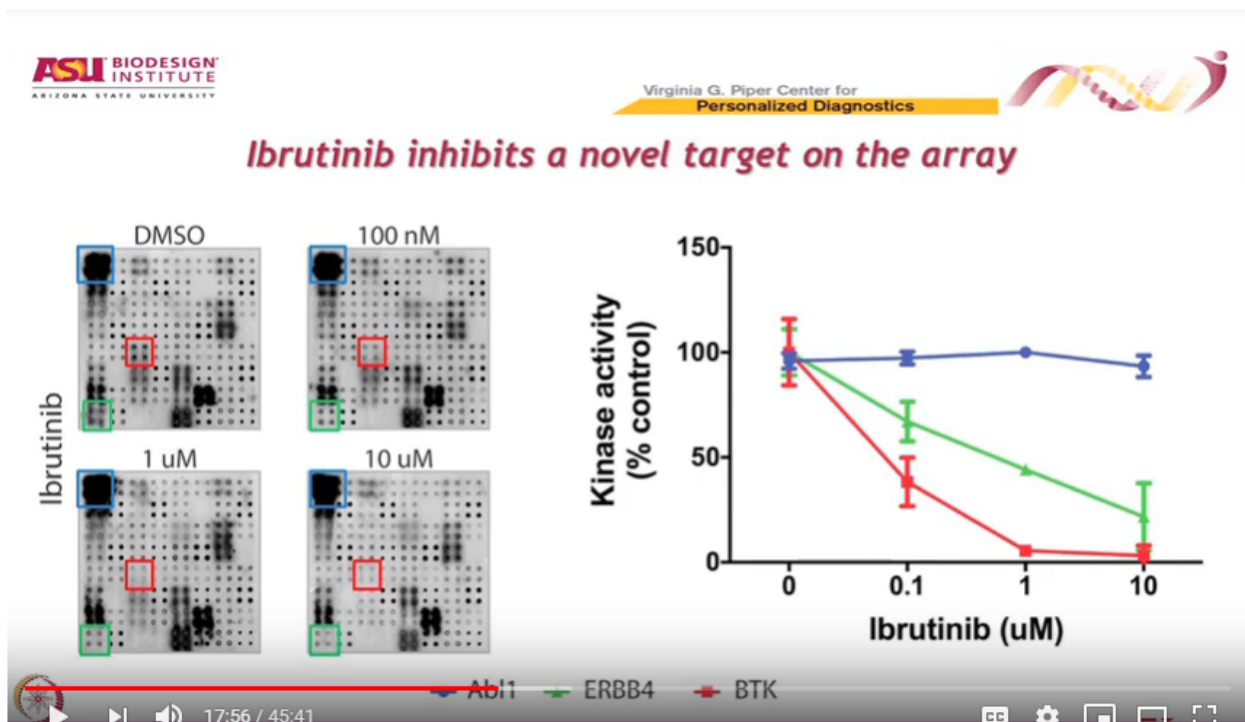 ASU BIODESIGN®
INSTITUTE
ARIZONA STATE UNIVERSITY
Virginia G. Piper Center for
Personalized Diagnostics
Ibrutinib inhibits a novel target on the array
DMSO
100 nM
1 uM
10 uM
Ibrutinib
Kinase activity
(% control)
150
100
50
0
0
0.1
1
10
Ibrutinib (uM)
Abl1
ERBB4
BTK
17:56 / 45:41
CC